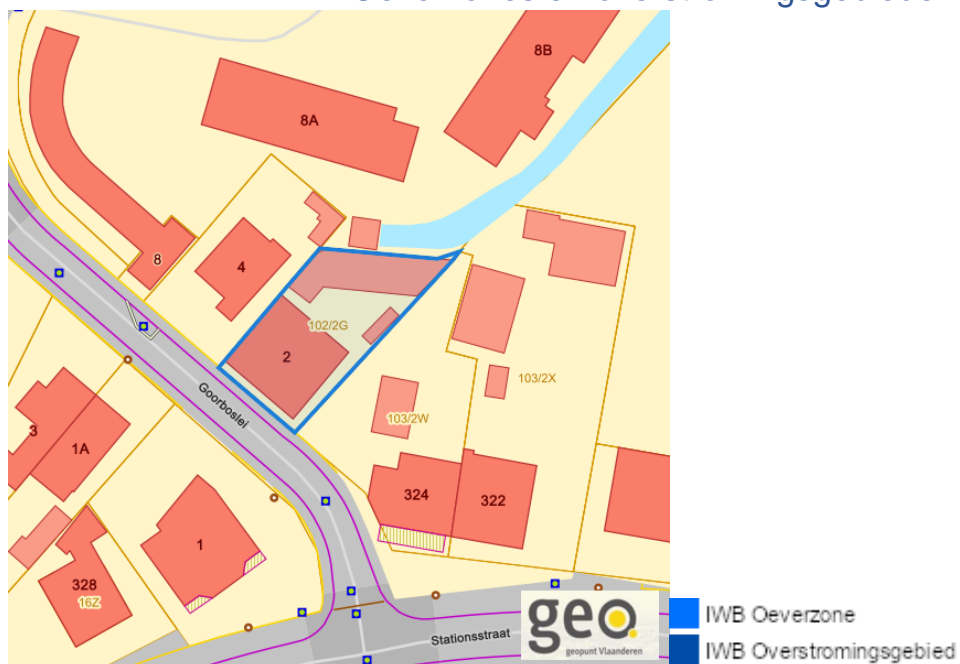 8B
8A
8
4
102/2G
2
103/2X
103/2W
Goorboslei
3
1A
324
322
1
328
16Z
Stationsstraat
geo
geopunt Vlaanderen
IWB Oeverzone
IWB Overstromingsgebied